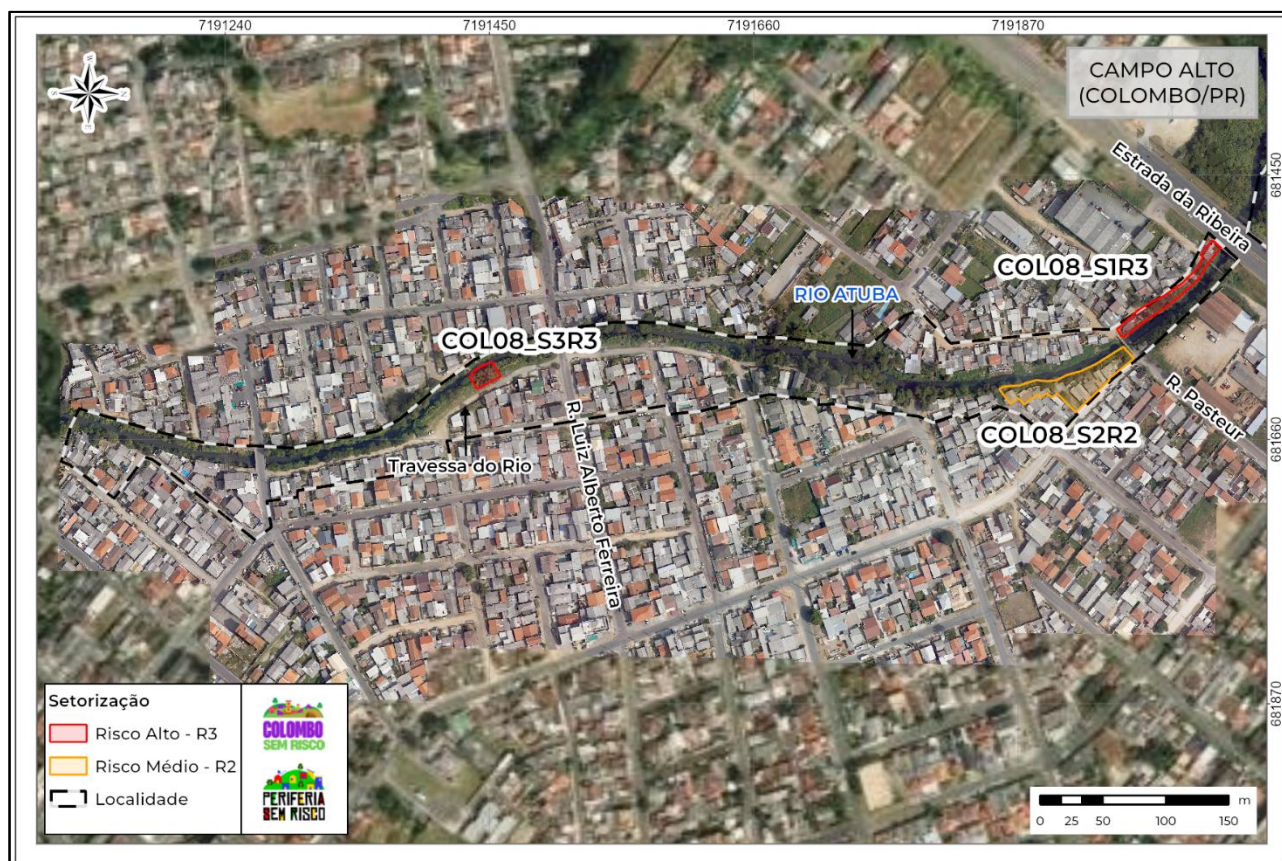 7191240
7191450
7191660
7191870
CAMPO ALTO
(COLOMBO/PR)
681450
Estrada da Ribeira
COL08_S1R3
RIO ATUBA
COL08_S3R3
R. Pasteur
R. Luiz Alberto Ferreira
COL08_S2R2
681660
Travessa do Rio
681870
Setorização
Risco Alto - R3
Risco Médio - R2
Localidade
COLOMBO
SEM RISCO
PERIFERIA
SEM RISCO
m
0 25 50 100 150